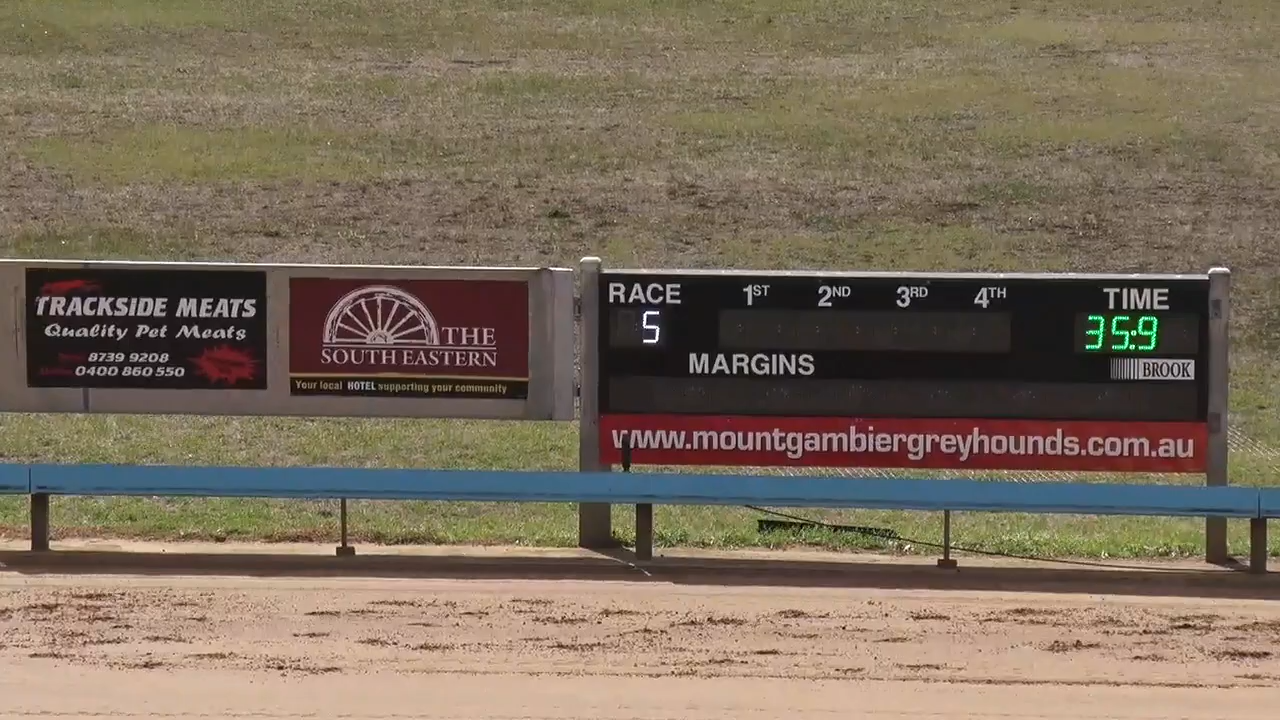 TRACKSIDE MEATS
Quality Pet Meats
8739 9208
0400 860 550
THE
SOUTH EASTERN
Your local HOTEL supporting your community
RACE 1ST 2ND 3RD 4TH TIME
5 35:9
MARGINS
BROOK
www.mountgambiergreyhounds.com.au